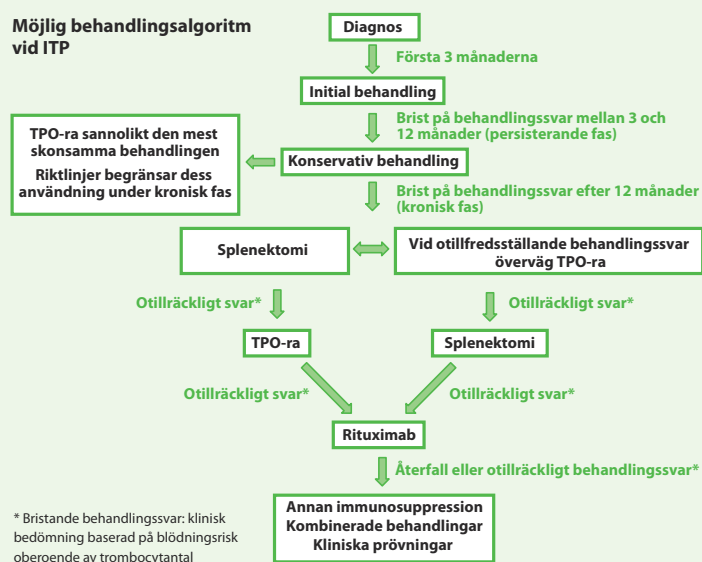 Möjlig behandlingsalgoritm
vid ITP
Diagnos
Första 3 månaderna
Initial behandling
Brist på behandlingssvar mellan 3 och
12 månader (persisterande fas)
TPO-ra sannolikt den mest
skonsamma behandlingen
Riktlinjer begränsar dess
användning under kronisk fas
Konservativ behandling
Brist på behandlingssvar efter 12 månader
(kronisk fas)
Splenektomi
Vid otillfredsställande behandlingssvar
överväg TPO-ra
Otillräckligt svar*
Otillräckligt svar*
TPO-ra
Splenektomi
Otillräckligt svar*
Otillräckligt svar*
Rituximab
Återfall eller otillräckligt behandlingssvar*
Annan immunosuppression
Kombinerade behandlingar
Kliniska prövningar
* Bristande behandlingssvar: klinisk
bedömning baserad på blödningsrisk
oberoende av trombocytantal